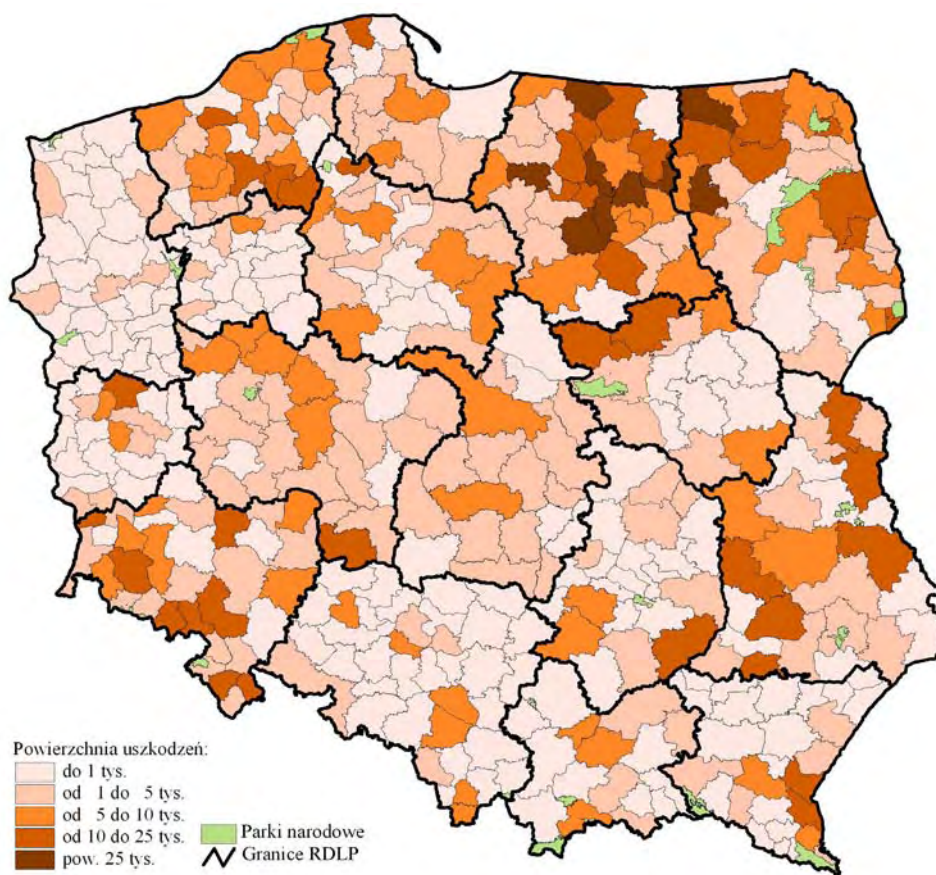 Powierzchnia uszkodzeń:
do 1 tys.
od 1 do 5 tys.
od 5 do 10 tys.
od 10 do 25 tys.
pow. 25 tys.
Parki narodowe
Granice RDLP